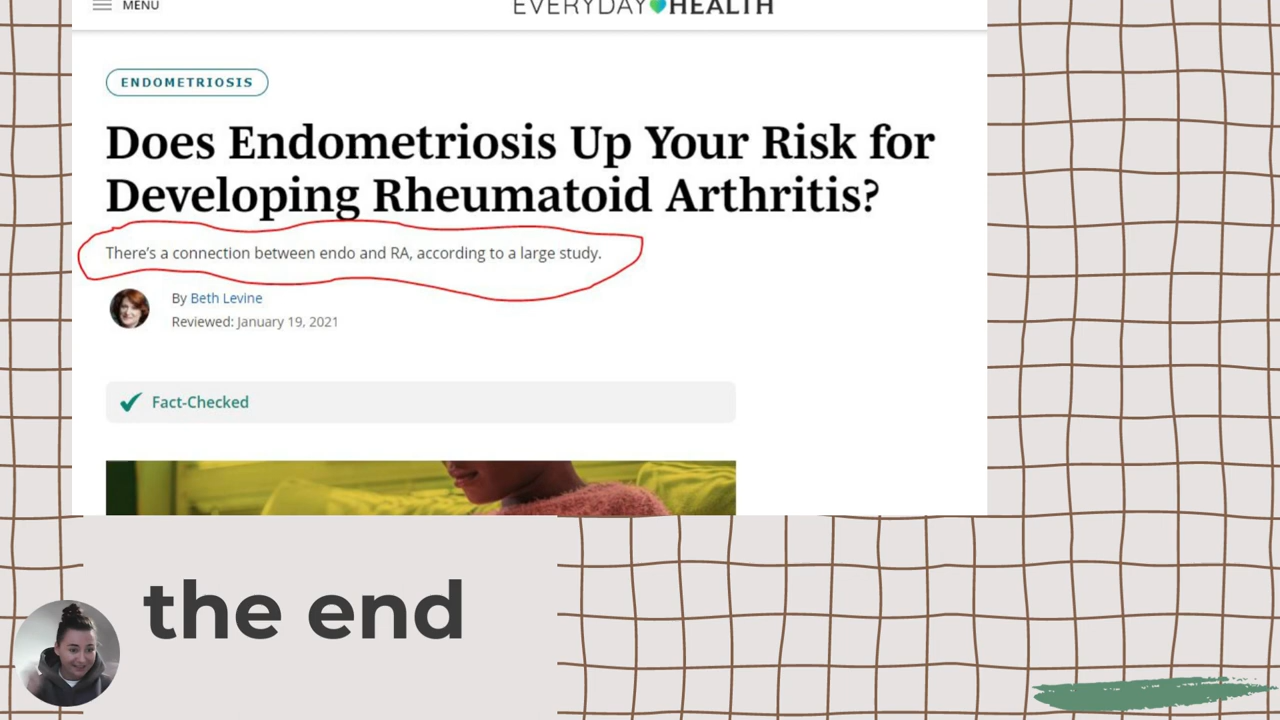 MENU
EVERYDAY HEALTH
ENDOMETRIOSIS
Does Endometriosis Up Your Risk for
Developing Rheumatoid Arthritis?
There's a connection between endo and RA, according to a large study.
By Beth Levine
Reviewed: January 19, 2021
Fact-Checked
the end